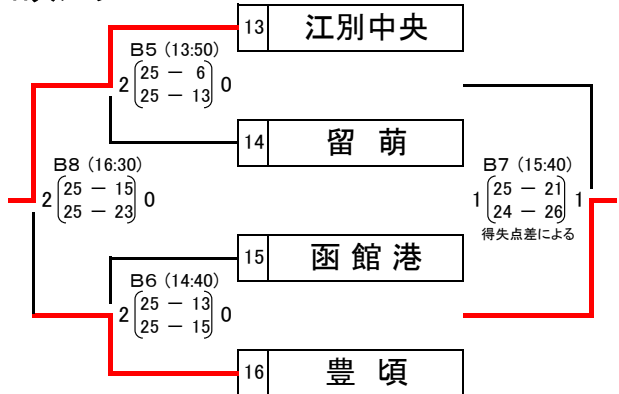 13 江別中央
B5 (13:50)
2 25 － 6 0
25 － 13
14 留 萌
B8 (16:30)
2 25 － 15 0
25 － 23
B7 (15:40)
1 25 － 21 1
24 － 26
得失点差による
15 函館港
B6 (14:40)
2 25 － 13 0
25 － 15
16 豊 頃